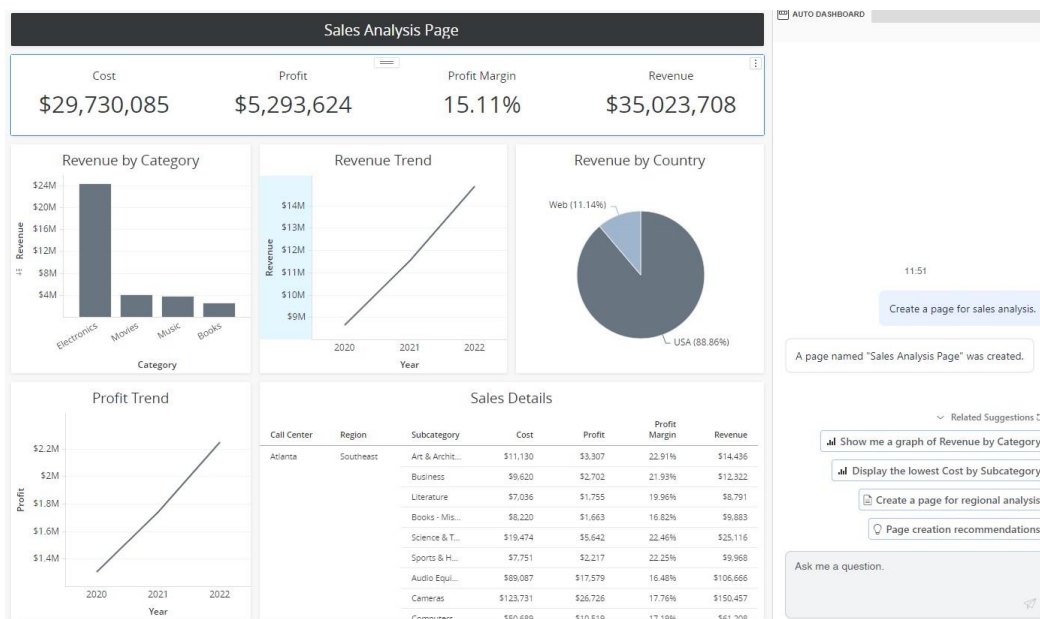 Sales Analysis Page
Cost Profit Profit Margin Revenue
$29,730,085 $5,293,624 15.11% $35,023,708
Revenue by Category
$24M
$20M
$16M
$12M
$8M
$4M
Revenue
Electronics Movies Music Books
Category
Revenue Trend
$14M
$13M
$12M
$11M
$10M
$9M
Revenue
2020 2021 2022
Year
Revenue by Country
Web (11.14%)
USA (88.86%)
Profit Trend
$2.2M
$2M
$1.8M
$1.6M
$1.4M
Profit
2020 2021 2022
Year
Sales Details
Call Center Region Subcategory Cost Profit Profit Margin Revenue
Atlanta Southeast Art & Archit... $11,130 $3,307 22.91% $14,436
Business $9,620 $2,702 21.93% $12,322
Literature $7,036 $1,755 19.96% $8,791
Books - Mis... $8,220 $1,663 16.82% $9,883
Science & T... $19,474 $5,642 22.46% $25,116
Sports & H... $7,751 $2,217 22.25% $9,968
Audio Equi... $89,087 $17,579 16.48% $106,666
Cameras $123,731 $26,726 17.76% $150,457
Computers $50,689 $10,519 17.19% $61,208
AUTO DASHBOARD
11:51
Create a page for sales analysis.
A page named "Sales Analysis Page" was created.
Related Suggestions
Show me a graph of Revenue by Category
Display the lowest Cost by Subcategory
Create a page for regional analysis
Page creation recommendations
Ask me a question.